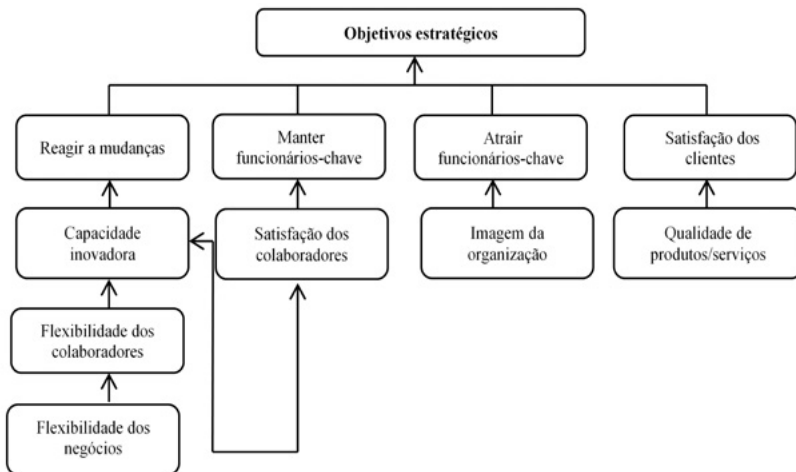 Objetivos estratégicos
Reagir a mudanças
Manter
funcionários-chave
Atrair
funcionários-chave
Satisfação dos
clientes
Capacidade
inovadora
Satisfação dos
colaboradores
Imagem da
organização
Qualidade de
produtos/serviços
Flexibilidade dos
colaboradores
Flexibilidade dos
negócios